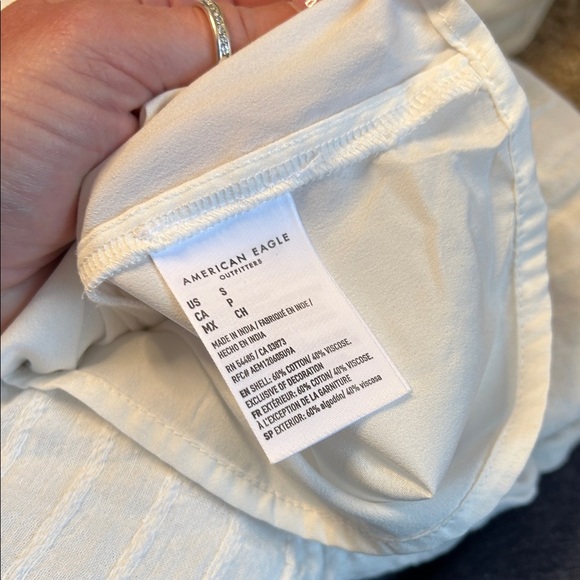 AMERICAN EAGLE
OUTFITTERS
US S
CA P
MX CH
MADE IN INDIA / FABRIQUÉ EN INDE /
HECHO EN INDIA
RN 54485 / CA 03973
RFC# AEM120605U9A
EN SHELL: 60% COTTON/ 40% VISCOSE.
EXCLUSIVE OF DECORATION
FR EXTÉRIEUR: 60% COTON/ 40% VISCOSE.
À L'EXCEPTION DE LA GARNITURE
SP EXTERIOR: 60% algodón/ 40% viscosa